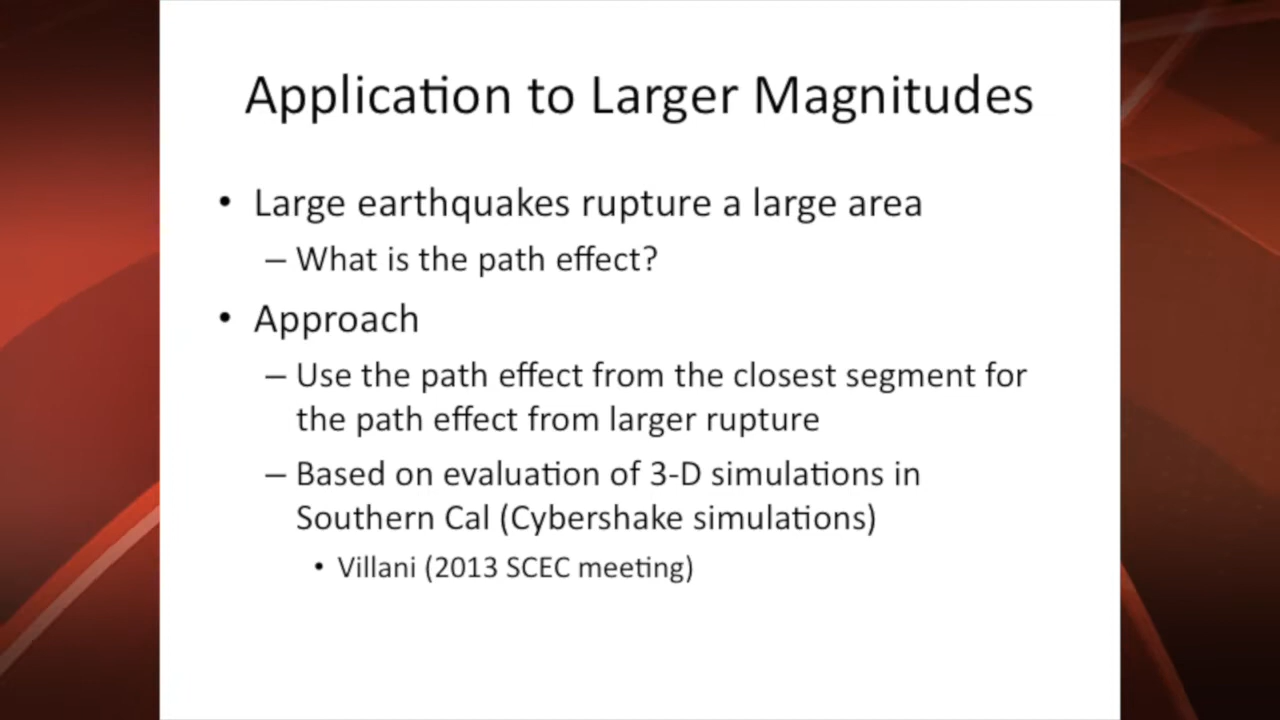 Application to Larger Magnitudes
• Large earthquakes rupture a large area
– What is the path effect?
• Approach
– Use the path effect from the closest segment for
the path effect from larger rupture
– Based on evaluation of 3-D simulations in
Southern Cal (Cybershake simulations)
• Villani (2013 SCEC meeting)